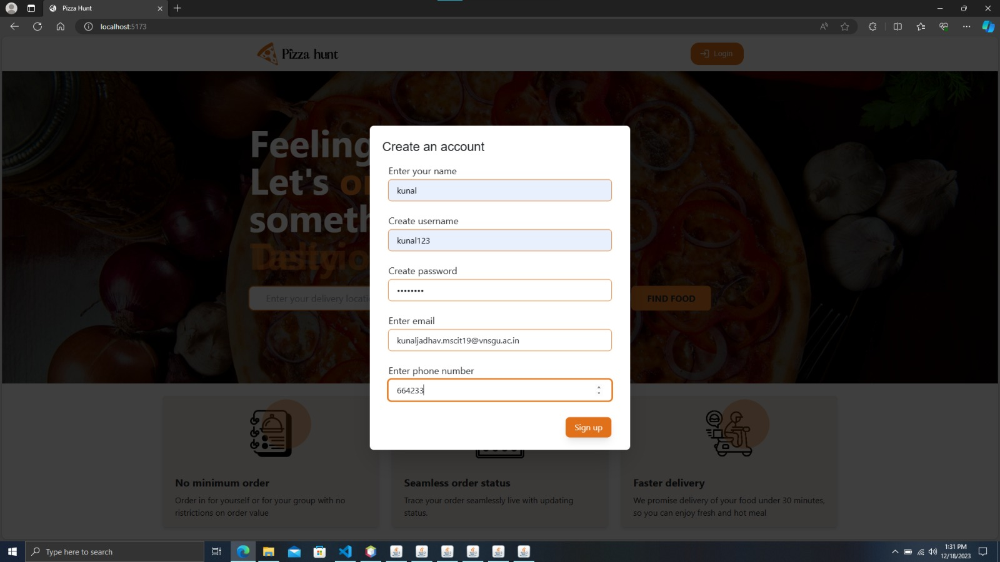 Pizza Hunt
localhost:5173
Pizza hunt
Login
Feeling
Let's
someth
Enter your delivery locati
FIND FOOD
Create an account
Enter your name
kunal
Create username
kunal123
Create password
••••••••
Enter email
kunaljadhav.mscit19@vnsgu.ac.in
Enter phone number
664233
Sign up
No minimum order
Order in for yourself or for your group with no
ristrictions on order value
Seamless order status
Trace your order seamlessly live with updating
status.
Faster delivery
We promise delivery of your food under 30 minutes,
so you can enjoy fresh and hot meal
Type here to search
1:31 PM
12/18/2023